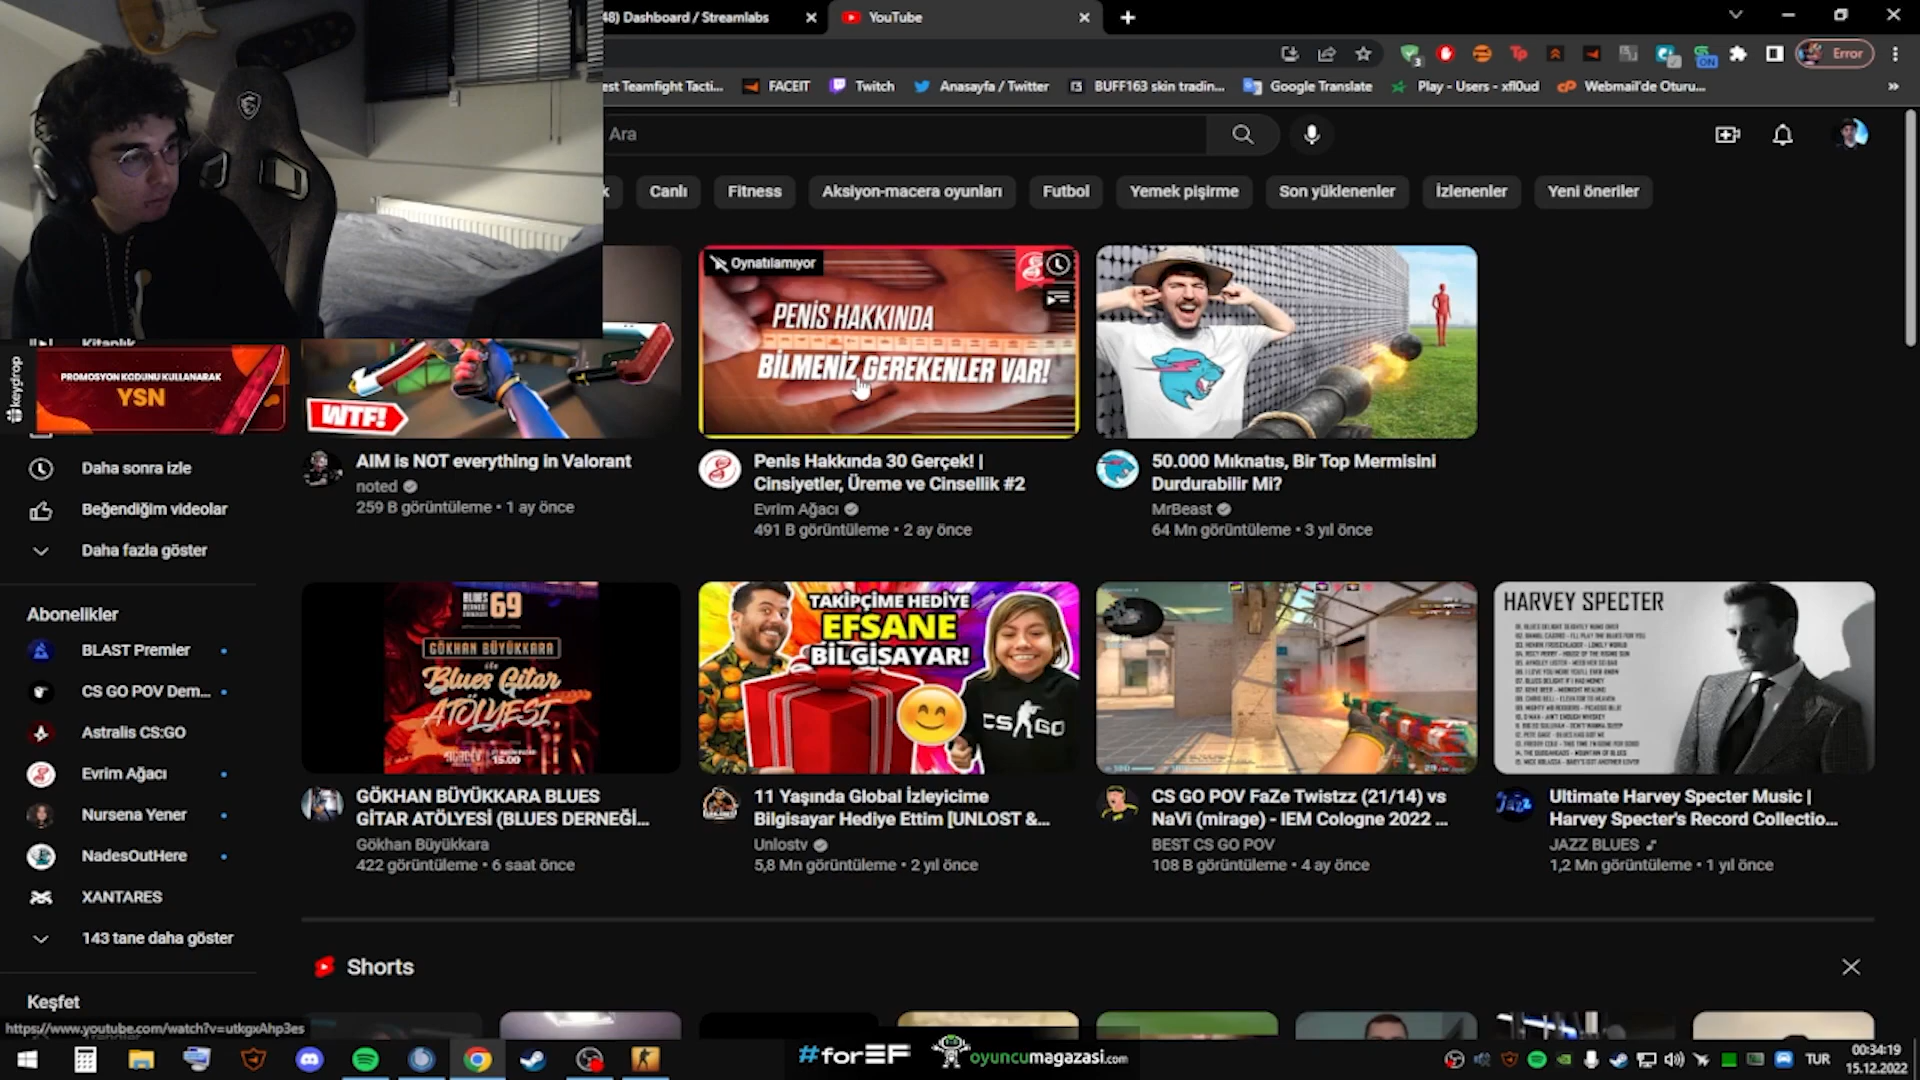 48) Dashboard / Streamlabs
YouTube
Error
est Teamfight Tacti...
FACEIT
Twitch
Anasayfa / Twitter
BUFF163 skin tradin...
Google Translate
Play - Users - xfl0ud
Webmail'de Oturu...
Ara
k
Canlı
Fitness
Aksiyon-macera oyunları
Futbol
Yemek pişirme
Son yüklenenler
İzlenenler
Yeni öneriler
Kitaplık
keydrop
PROMOSYON KODUNU KULLANARAK
YSN
Daha sonra izle
Beğendiğim videolar
Daha fazla göster
Abonelikler
BLAST Premier
CS GO POV Dem...
Astralis CS:GO
Evrim Ağacı
Nursena Yener
NadesOutHere
XANTARES
143 tane daha göster
Keşfet
https://www.youtube.com/watch?v=utkgxAhp3es
WTF!
AIM is NOT everything in Valorant
noted
259 B görüntüleme • 1 ay önce
Oynatılamıyor
PENİS HAKKINDA
BİLMENİZ GEREKENLER VAR!
Penis Hakkında 30 Gerçek! |
Cinsiyetler, Üreme ve Cinsellik #2
Evrim Ağacı
491 B görüntüleme • 2 ay önce
50.000 Mıknatıs, Bir Top Mermisini
Durdurabilir Mi?
MrBeast
64 Mn görüntüleme • 3 yıl önce
69
GÖKHAN BÜYÜKKARA
ile
Blues Gitar
ATÖLYESİ
15.00
GÖKHAN BÜYÜKKARA BLUES
GİTAR ATÖLYESİ (BLUES DERNEĞİ...
Gökhan Büyükkara
422 görüntüleme • 6 saat önce
TAKİPÇİME HEDİYE
EFSANE
BİLGİSAYAR!
CS GO
11 Yaşında Global İzleyicime
Bilgisayar Hediye Ettim [UNLOST &...
Unlostv
5,8 Mn görüntüleme • 2 yıl önce
CS GO POV FaZe Twistzz (21/14) vs
NaVi (mirage) - IEM Cologne 2022 ...
BEST CS GO POV
108 B görüntüleme • 4 ay önce
HARVEY SPECTER
Ultimate Harvey Specter Music |
Harvey Specter's Record Collectio...
JAZZ BLUES
1,2 Mn görüntüleme • 1 yıl önce
Shorts
#forEF
oyuncumagazasi.com
TUR
00:34:19
15.12.2022